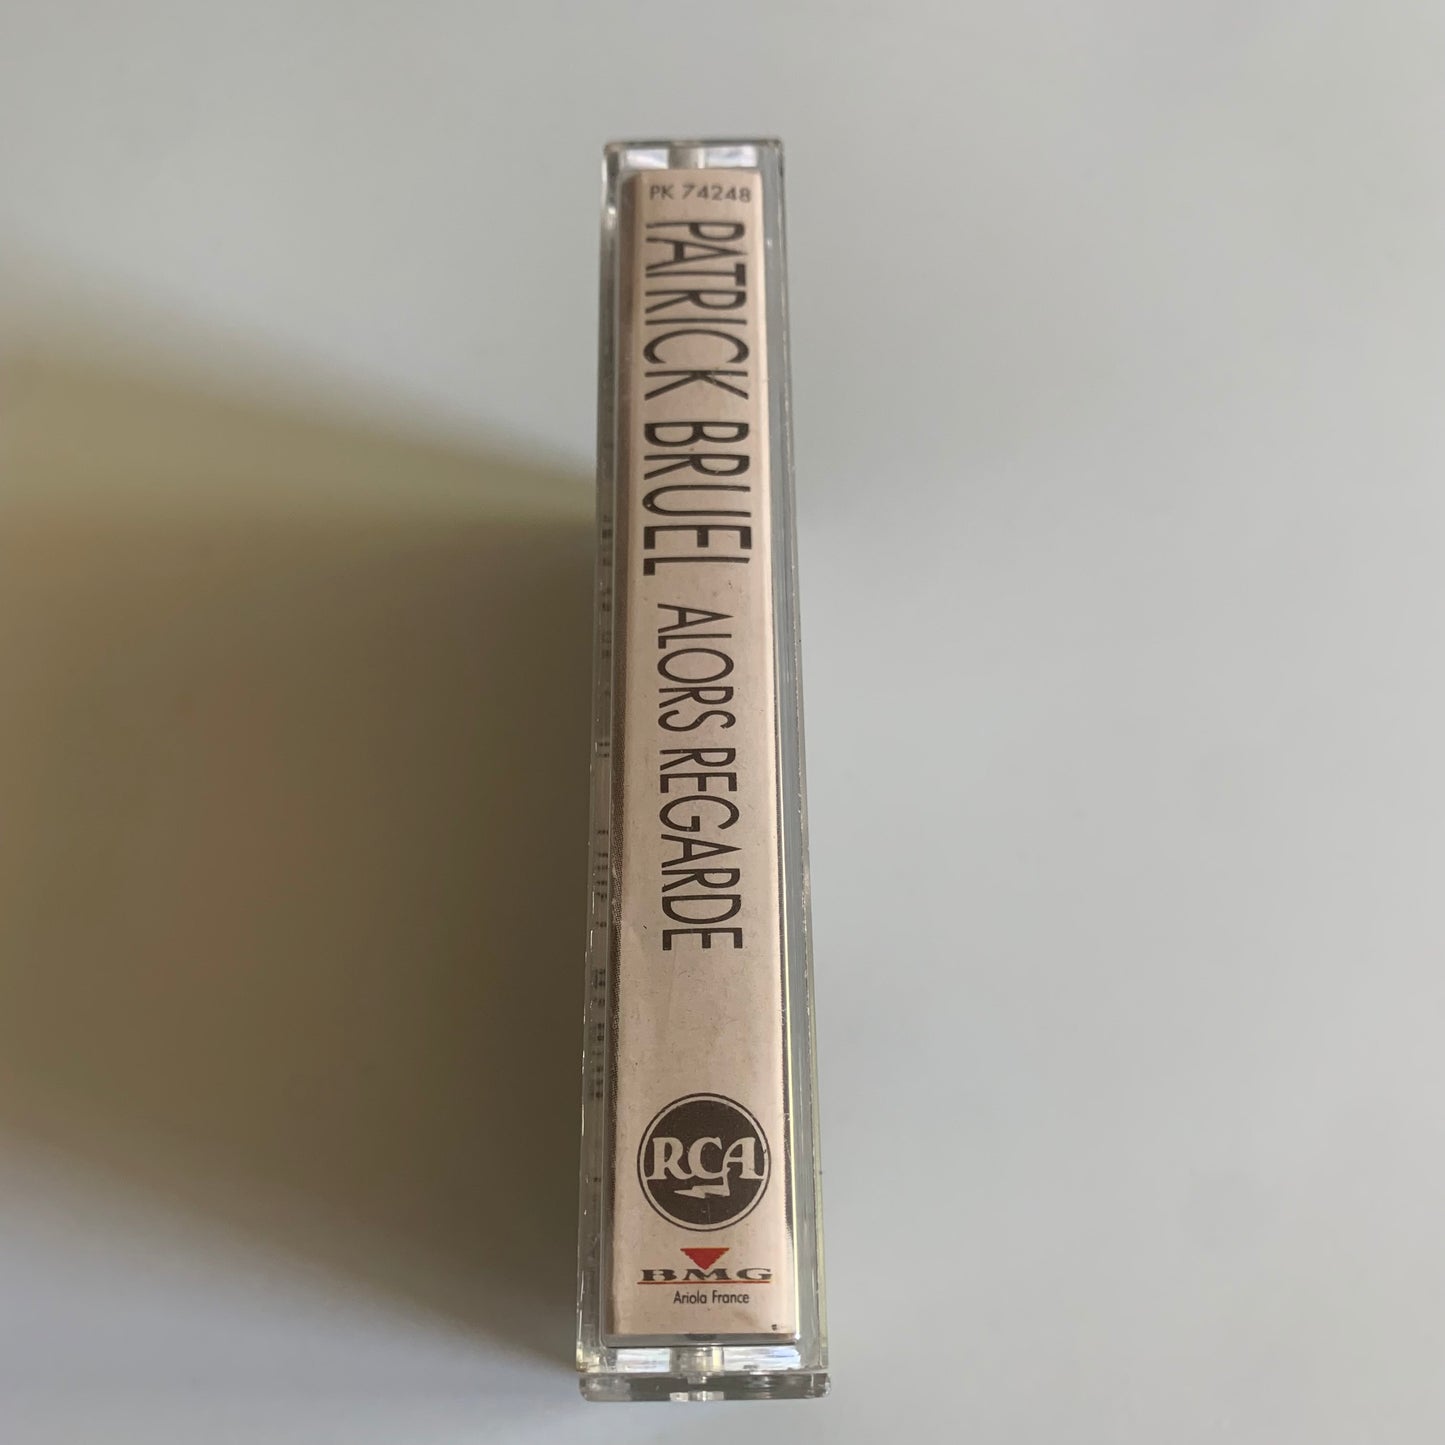 PK 74248
PATRICK BRUEL ALORS REGARDE
RCA
BMG
Ariola France